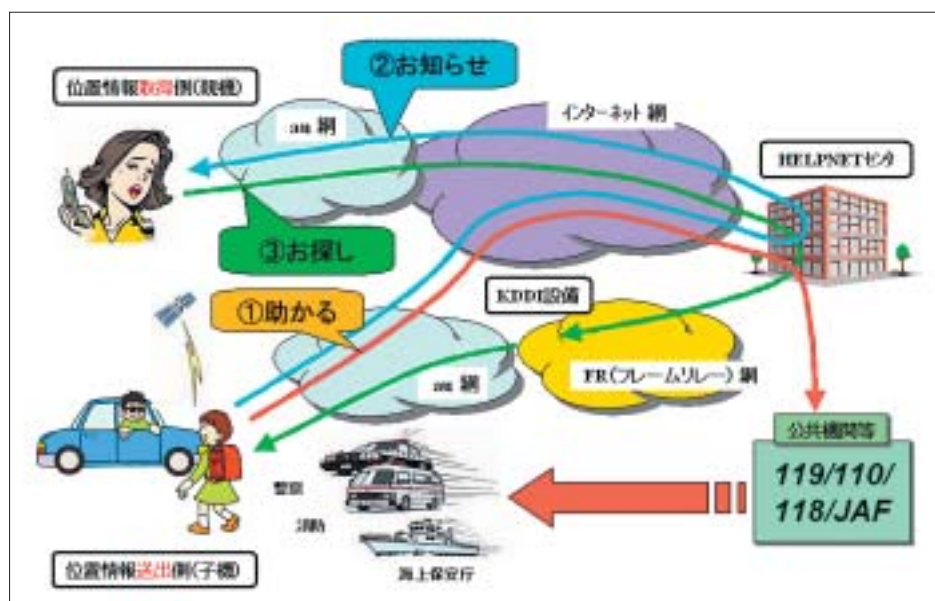 ②お知らせ
位置情報取得側(親機)
au 網
インターネット 網
HELPNETセンタ
③お探し
KDDI設備
①助かる
au 網
FR(フレームリレー) 網
公共機関等
119/110/
118/JAF
警察
消防
海上保安庁
位置情報送出側(子機)